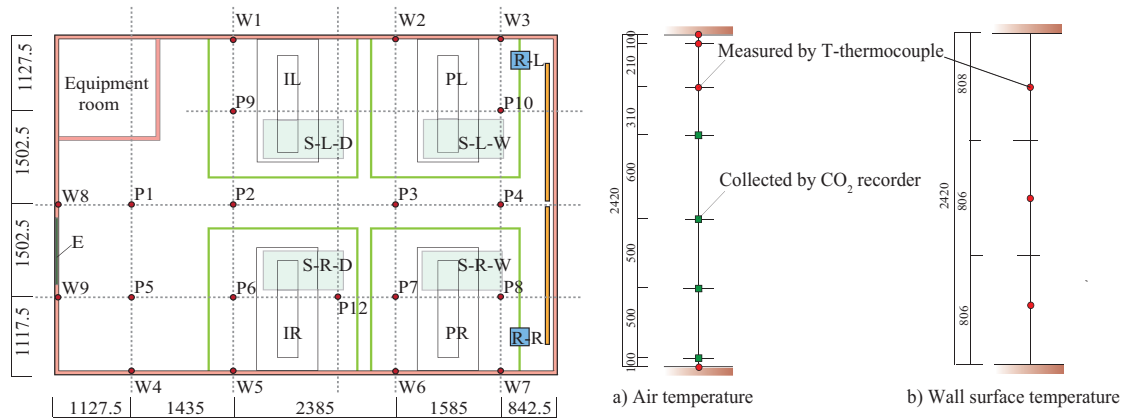 W1
W2
W3
1127.5
1502.5
1502.5
1117.5
Equipment
room
IL
PL
R-L
P9
P10
S-L-D
S-L-W
W8
P1
P2
P3
P4
E
S-R-D
S-R-W
W9
P5
P6
P12
P7
P8
IR
PR
R-R
W4
W5
W6
W7
1127.5
1435
2385
1585
842.5
100
210
310
600
2420
500
500
100
Measured by T-thermocouple
Collected by CO₂ recorder
a) Air temperature
808
2420
806
806
b) Wall surface temperature